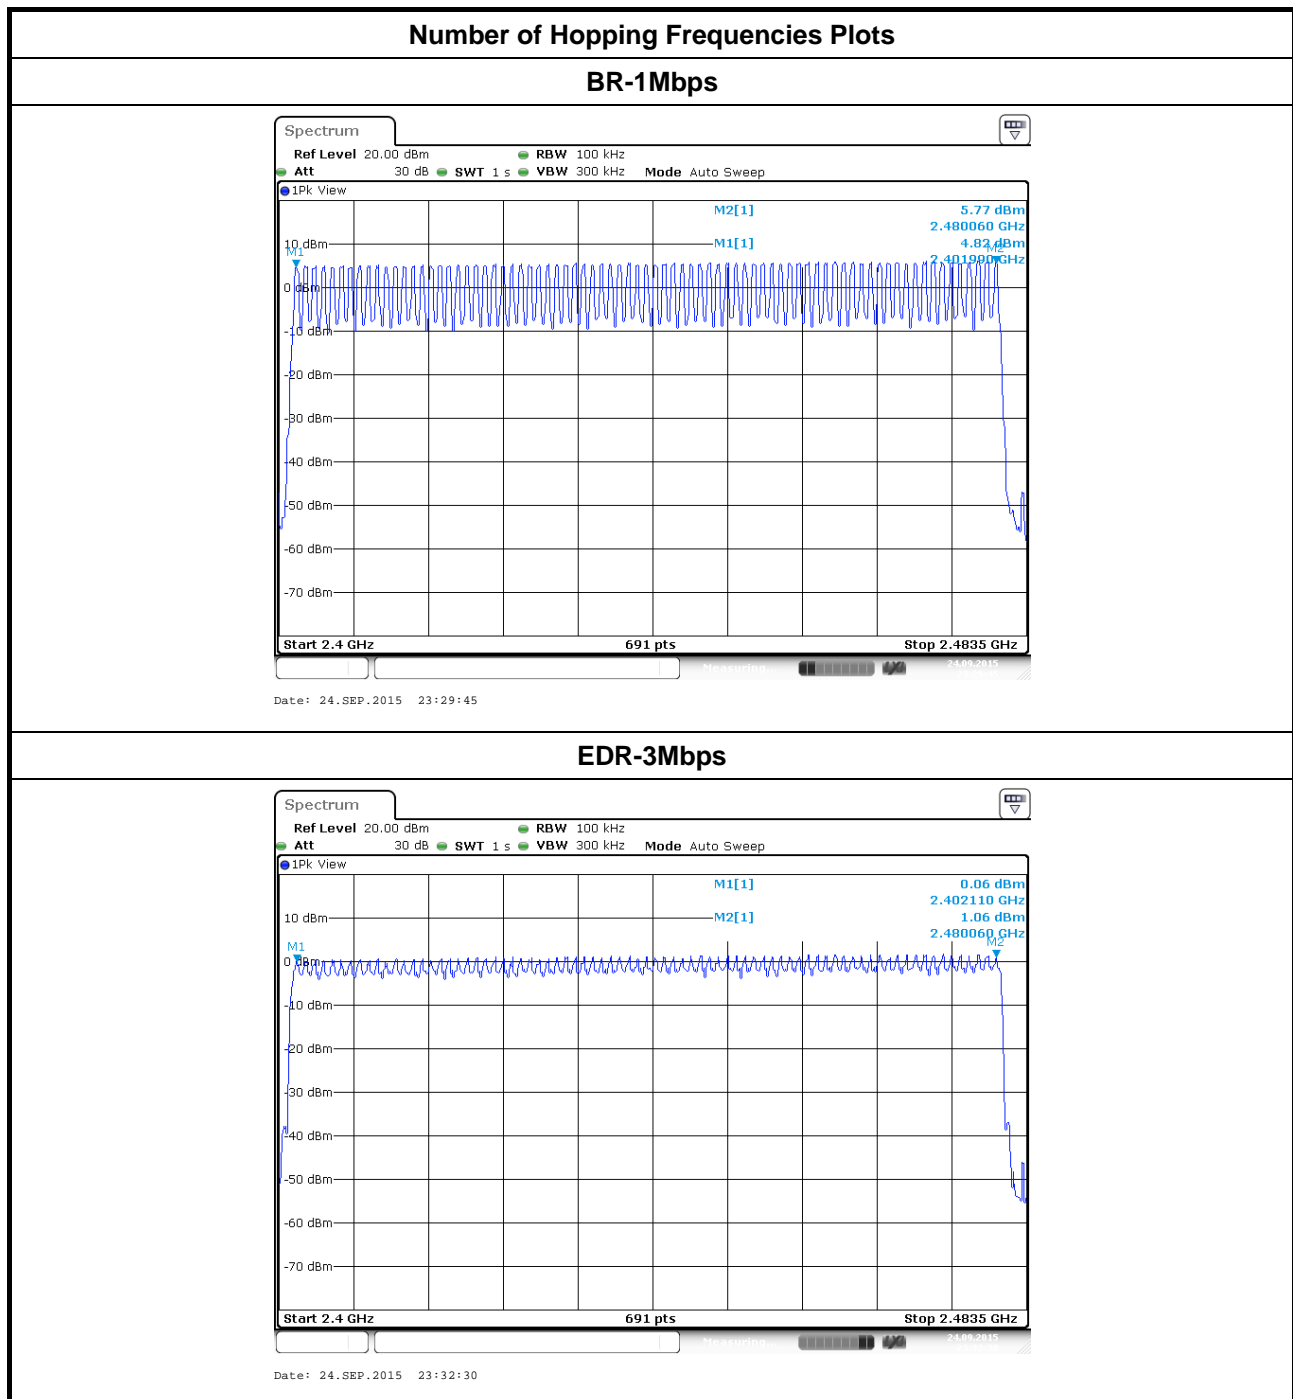 Number of Hopping Frequencies Plots
BR-1Mbps
Spectrum
Ref Level 20.00 dBm RBW 100 kHz
Att 30 dB SWT 1 s VBW 300 kHz Mode Auto Sweep
1Pk View
M2[1] 5.77 dBm
2.480060 GHz
10 dBm M1[1] 4.82 dBm
M1 M2
2.401990 GHz
0 dBm
-10 dBm
-20 dBm
-30 dBm
-40 dBm
-50 dBm
-60 dBm
-70 dBm
Start 2.4 GHz 691 pts Stop 2.4835 GHz
Measuring... 24.09.2015
Date: 24.SEP.2015 23:29:45
EDR-3Mbps
Spectrum
Ref Level 20.00 dBm RBW 100 kHz
Att 30 dB SWT 1 s VBW 300 kHz Mode Auto Sweep
1Pk View
M1[1] 0.06 dBm
2.402110 GHz
10 dBm M2[1] 1.06 dBm
2.480060 GHz
M1 M2
0 dBm
-10 dBm
-20 dBm
-30 dBm
-40 dBm
-50 dBm
-60 dBm
-70 dBm
Start 2.4 GHz 691 pts Stop 2.4835 GHz
Measuring... 24.09.2015
Date: 24.SEP.2015 23:32:30